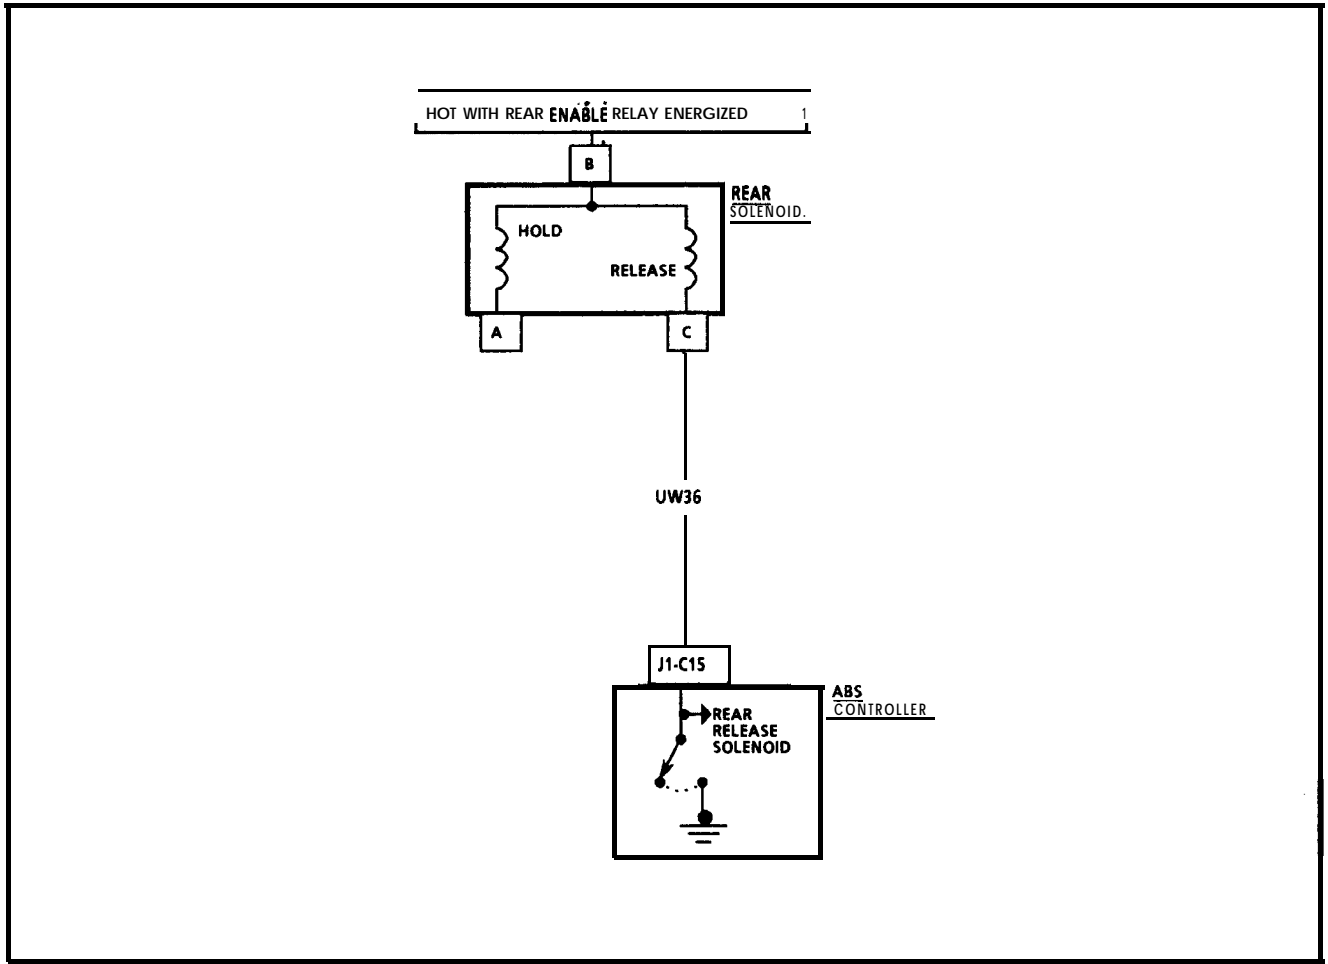 HOT WITH REAR ENABLE RELAY ENERGIZED 1
B
REAR
SOLENOID.
HOLD
RELEASE
A
C
UW36
J1-C15
ABS
CONTROLLER
REAR
RELEASE
SOLENOID